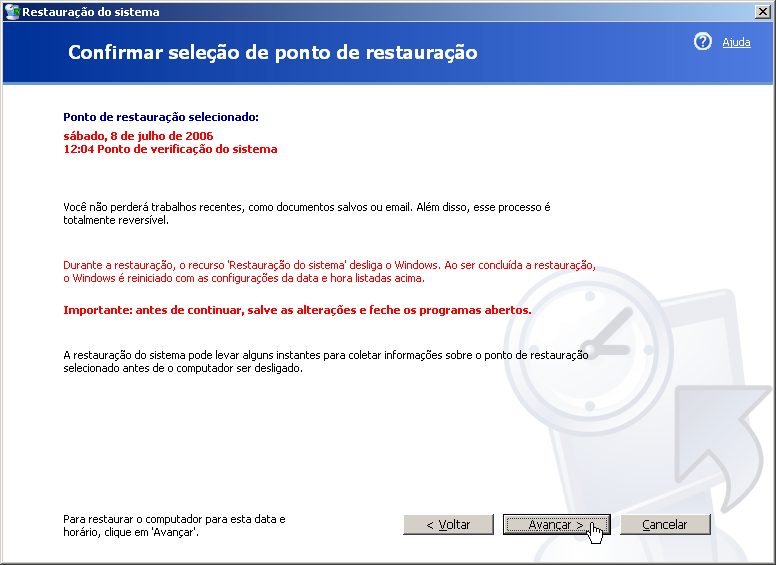 Restauração do sistema
Confirmar seleção de ponto de restauração
? Ajuda
Ponto de restauração selecionado:
sábado, 8 de julho de 2006
12:04 Ponto de verificação do sistema
Você não perderá trabalhos recentes, como documentos salvos ou email. Além disso, esse processo é
totalmente reversível.
Durante a restauração, o recurso 'Restauração do sistema' desliga o Windows. Ao ser concluída a restauração,
o Windows é reiniciado com as configurações da data e hora listadas acima.
Importante: antes de continuar, salve as alterações e feche os programas abertos.
A restauração do sistema pode levar alguns instantes para coletar informações sobre o ponto de restauração
selecionado antes de o computador ser desligado.
Para restaurar o computador para esta data e
horário, clique em 'Avançar'.
< Voltar
Avançar >
Cancelar